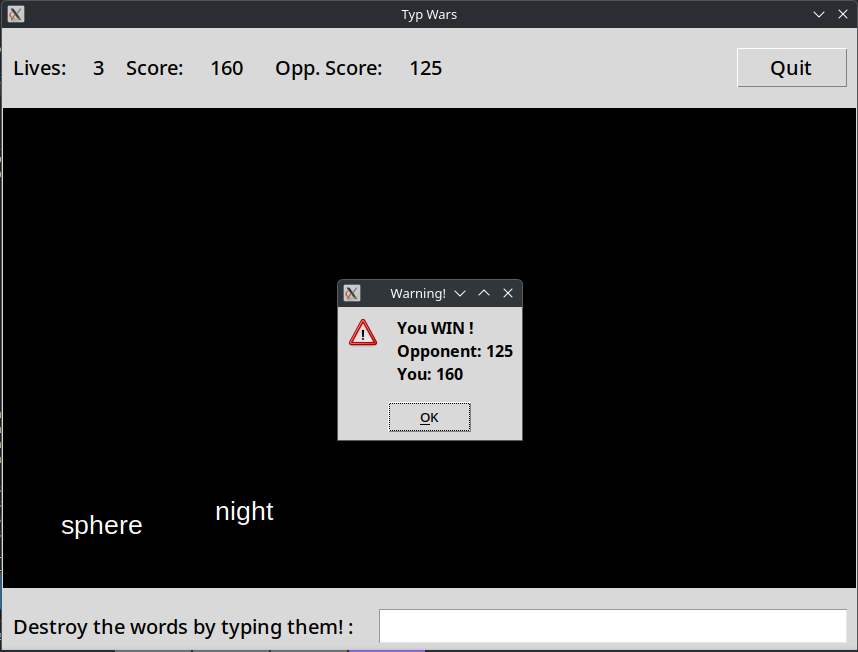 Typ Wars
Lives: 3 Score: 160 Opp. Score: 125 Quit
Warning!
You WIN !
Opponent: 125
You: 160
OK
night
sphere
Destroy the words by typing them! :